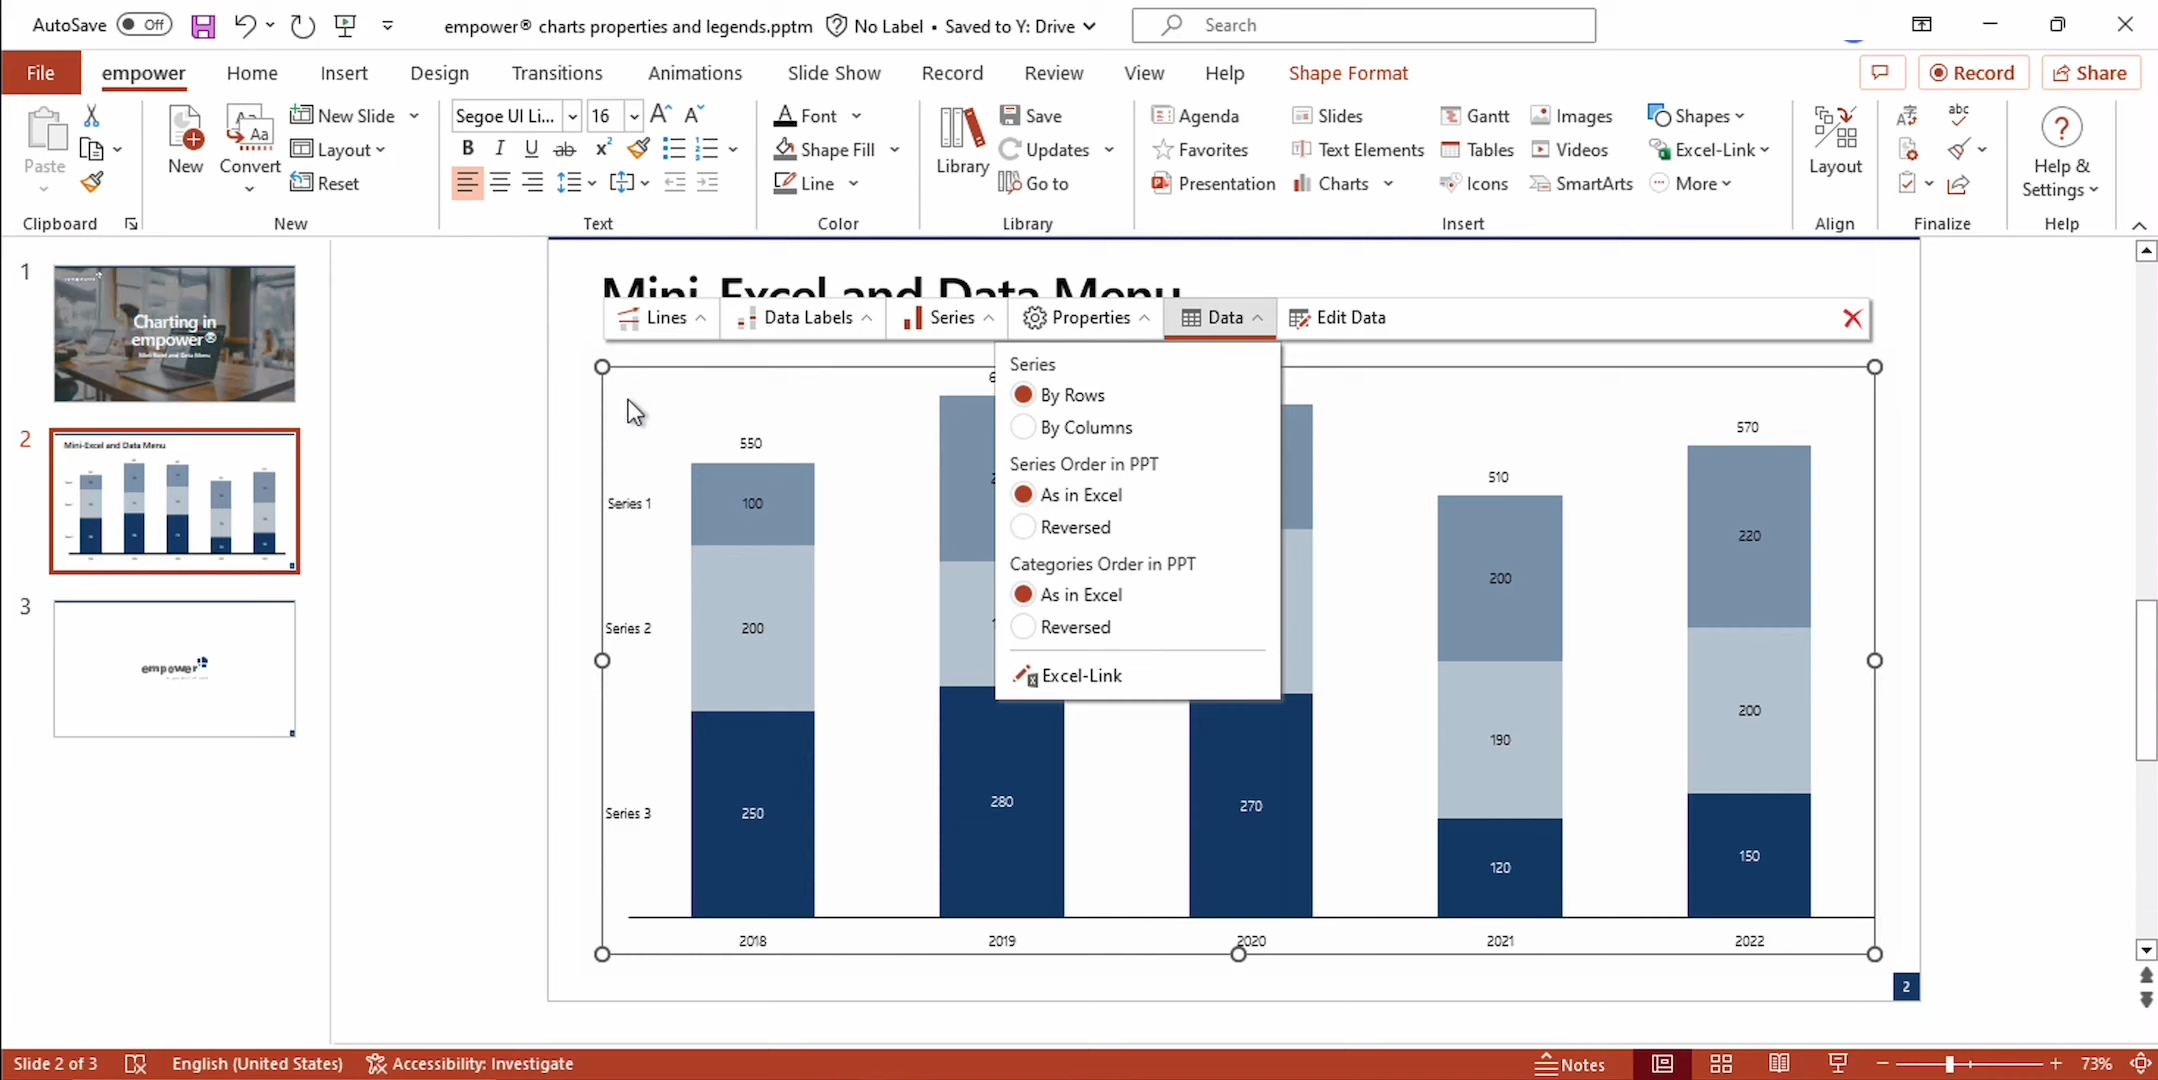 AutoSave Off empower® charts properties and legends.pptm No Label • Saved to Y: Drive Search
File empower Home Insert Design Transitions Animations Slide Show Record Review View Help Shape Format Record Share
Paste New Convert New Slide Layout Reset
Segoe UI Li... 16
B I U ab x²
Font Shape Fill Line
Library Save Updates Go to
Agenda Slides Gantt Images Shapes
Favorites Text Elements Tables Videos Excel-Link
Presentation Charts Icons SmartArts More
Layout
abc
Help & Settings
Clipboard New Text Color Library Insert Align Finalize Help
1
Charting in
empower®
Mini Excel and Data Menu
2
Mini-Excel and Data Menu
3
empower
Mini-Excel and Data Menu
Lines Data Labels Series Properties Data Edit Data
Series
By Rows
By Columns
Series Order in PPT
As in Excel
Reversed
Categories Order in PPT
As in Excel
Reversed
Excel-Link
550 510 570
Series 1 100 200 220
Series 2 200 190 200
Series 3 250 280 270 120 150
2018 2019 2020 2021 2022
2
Slide 2 of 3 English (United States) Accessibility: Investigate Notes 73%